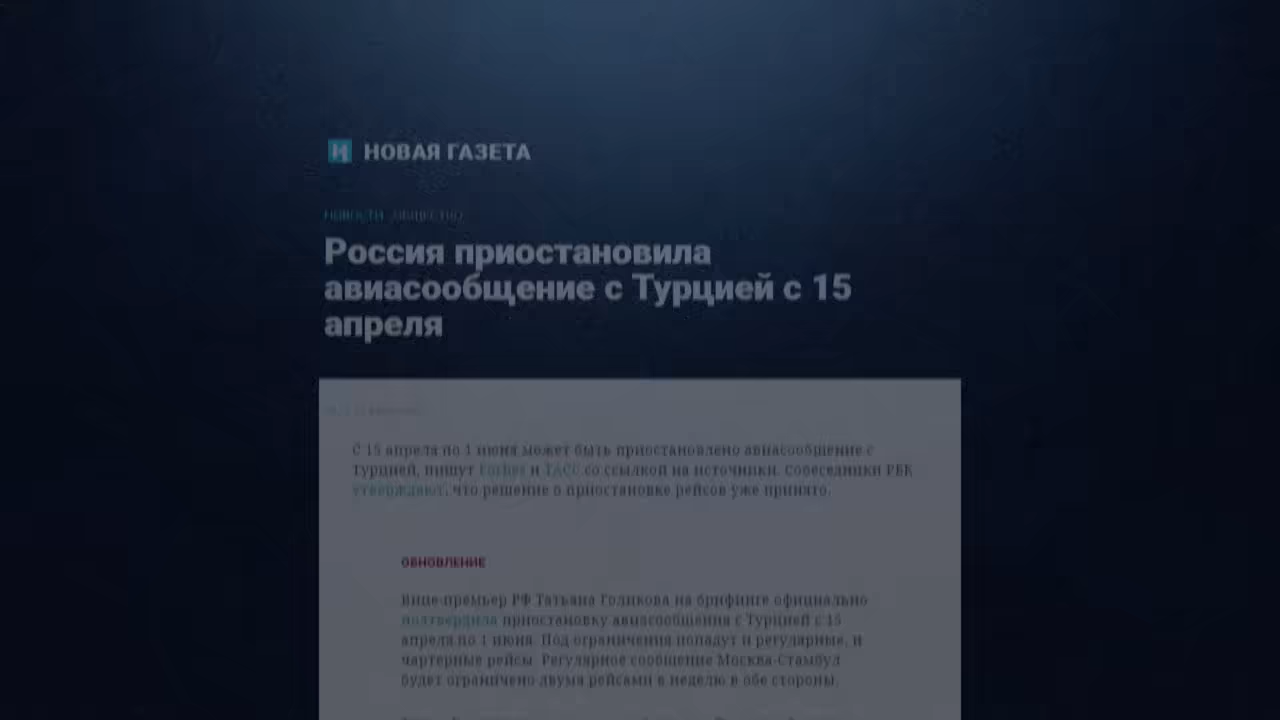 НОВАЯ ГАЗЕТА
НОВОСТИ ОБЩЕСТВО
Россия приостановила
авиасообщение с Турцией с 15
апреля
С 15 апреля по 1 июня может быть приостановлено авиасообщение с
Турцией, пишут Forbes и ТАСС со ссылкой на источники. Собеседники РБК
утверждают, что решение о приостановке рейсов уже принято.
ОБНОВЛЕНИЕ
Вице-премьер РФ Татьяна Голикова на брифинге официально
подтвердила приостановку авиасообщения с Турцией с 15
апреля по 1 июня. Под ограничения попадут и регулярные, и
чартерные рейсы. Регулярное сообщение Москва-Стамбул
будет ограничено двумя рейсами в неделю в обе стороны.